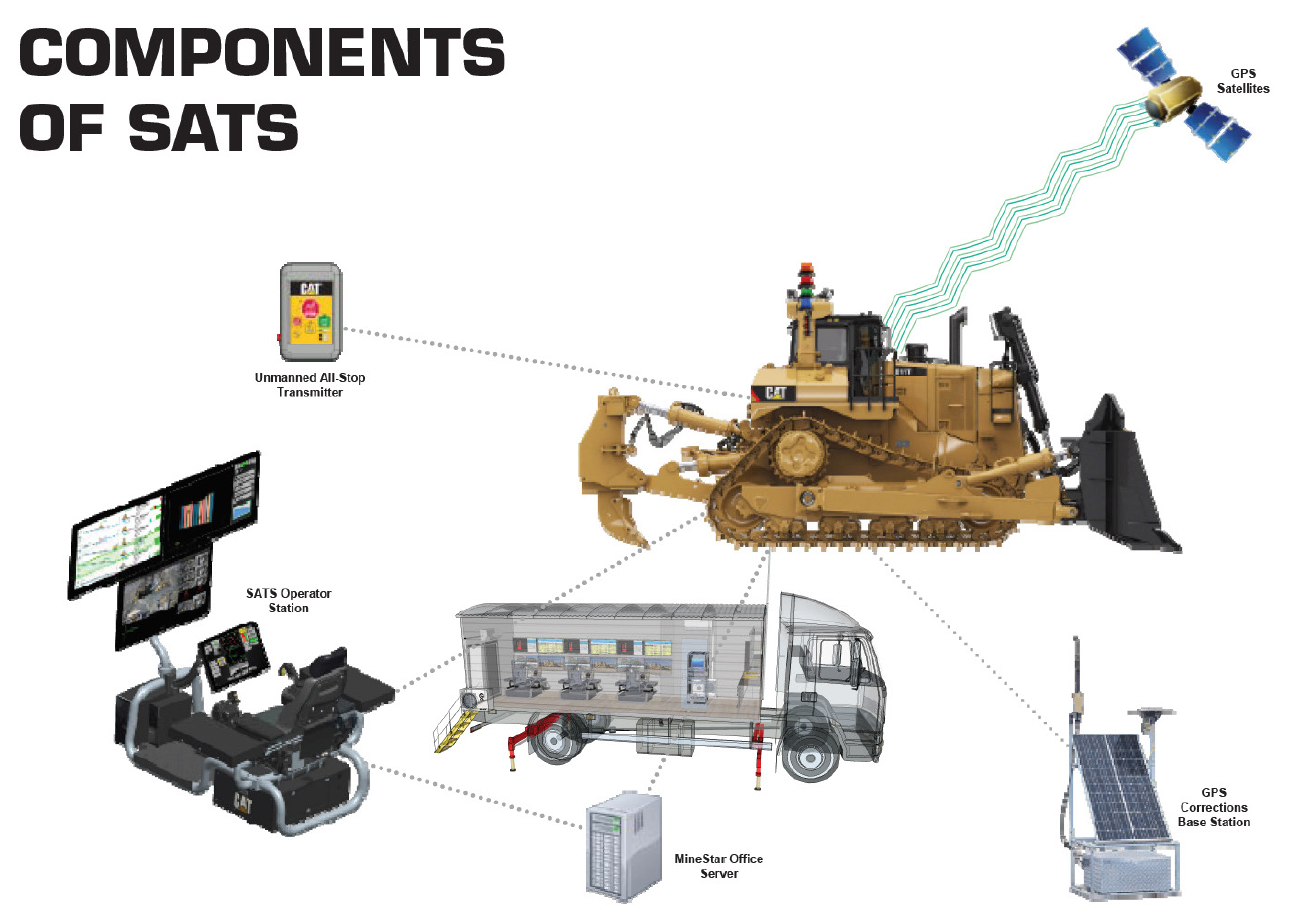 COMPONENTS
OF SATS
GPS
Satellites
CAT
Unmanned All-Stop
Transmitter
CAT
SATS Operator
Station
CAT
MineStar Office
Server
GPS
Corrections
Base Station